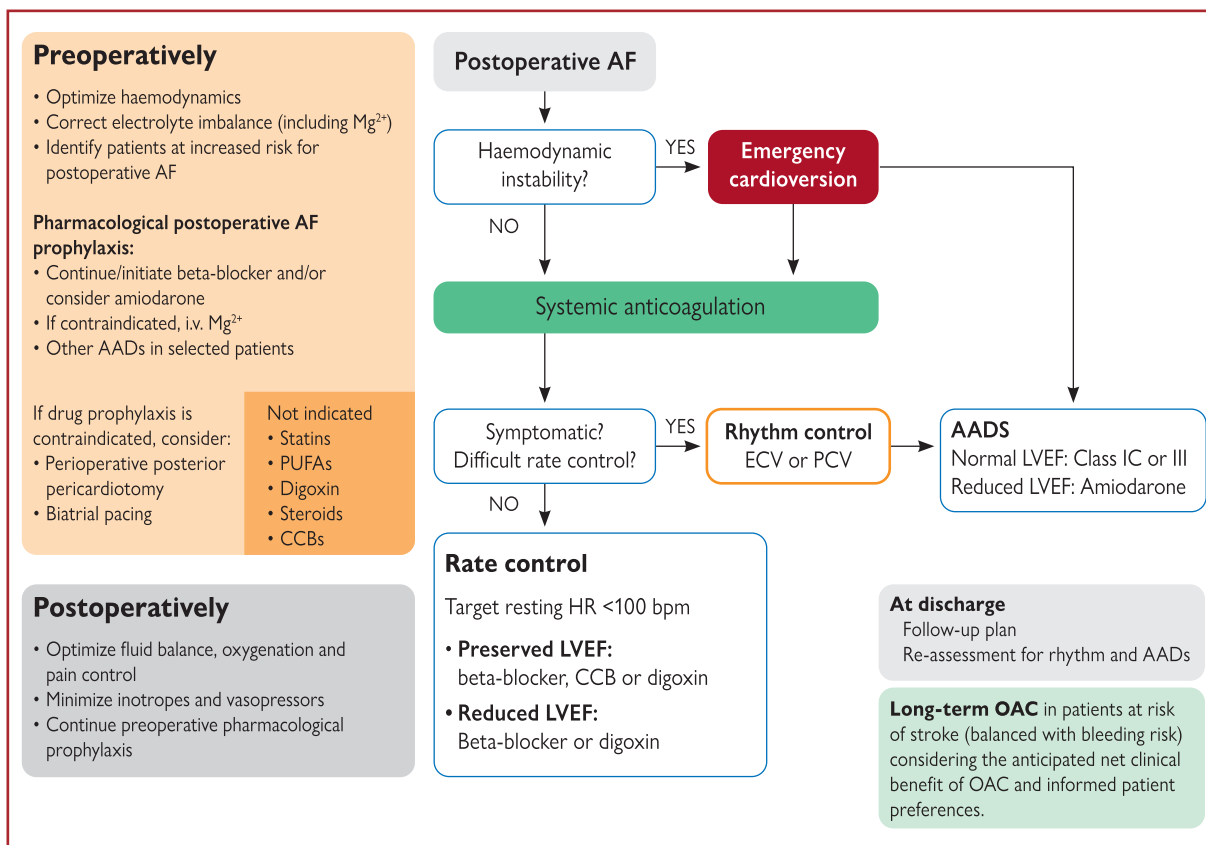 Preoperatively
• Optimize haemodynamics
• Correct electrolyte imbalance (including Mg²⁺)
• Identify patients at increased risk for
postoperative AF
Pharmacological postoperative AF
prophylaxis:
• Continue/initiate beta-blocker and/or
consider amiodarone
• If contraindicated, i.v. Mg²⁺
• Other AADs in selected patients
If drug prophylaxis is
contraindicated, consider:
• Perioperative posterior
pericardiotomy
• Biatrial pacing
Not indicated
• Statins
• PUFAs
• Digoxin
• Steroids
• CCBs
Postoperatively
• Optimize fluid balance, oxygenation and
pain control
• Minimize inotropes and vasopressors
• Continue preoperative pharmacological
prophylaxis
Postoperative AF
Haemodynamic
instability?
YES
Emergency
cardioversion
NO
Systemic anticoagulation
Symptomatic?
Difficult rate control?
YES
Rhythm control
ECV or PCV
AADS
Normal LVEF: Class IC or III
Reduced LVEF: Amiodarone
NO
Rate control
Target resting HR <100 bpm
• Preserved LVEF:
beta-blocker, CCB or digoxin
• Reduced LVEF:
Beta-blocker or digoxin
At discharge
Follow-up plan
Re-assessment for rhythm and AADs
Long-term OAC in patients at risk
of stroke (balanced with bleeding risk)
considering the anticipated net clinical
benefit of OAC and informed patient
preferences.